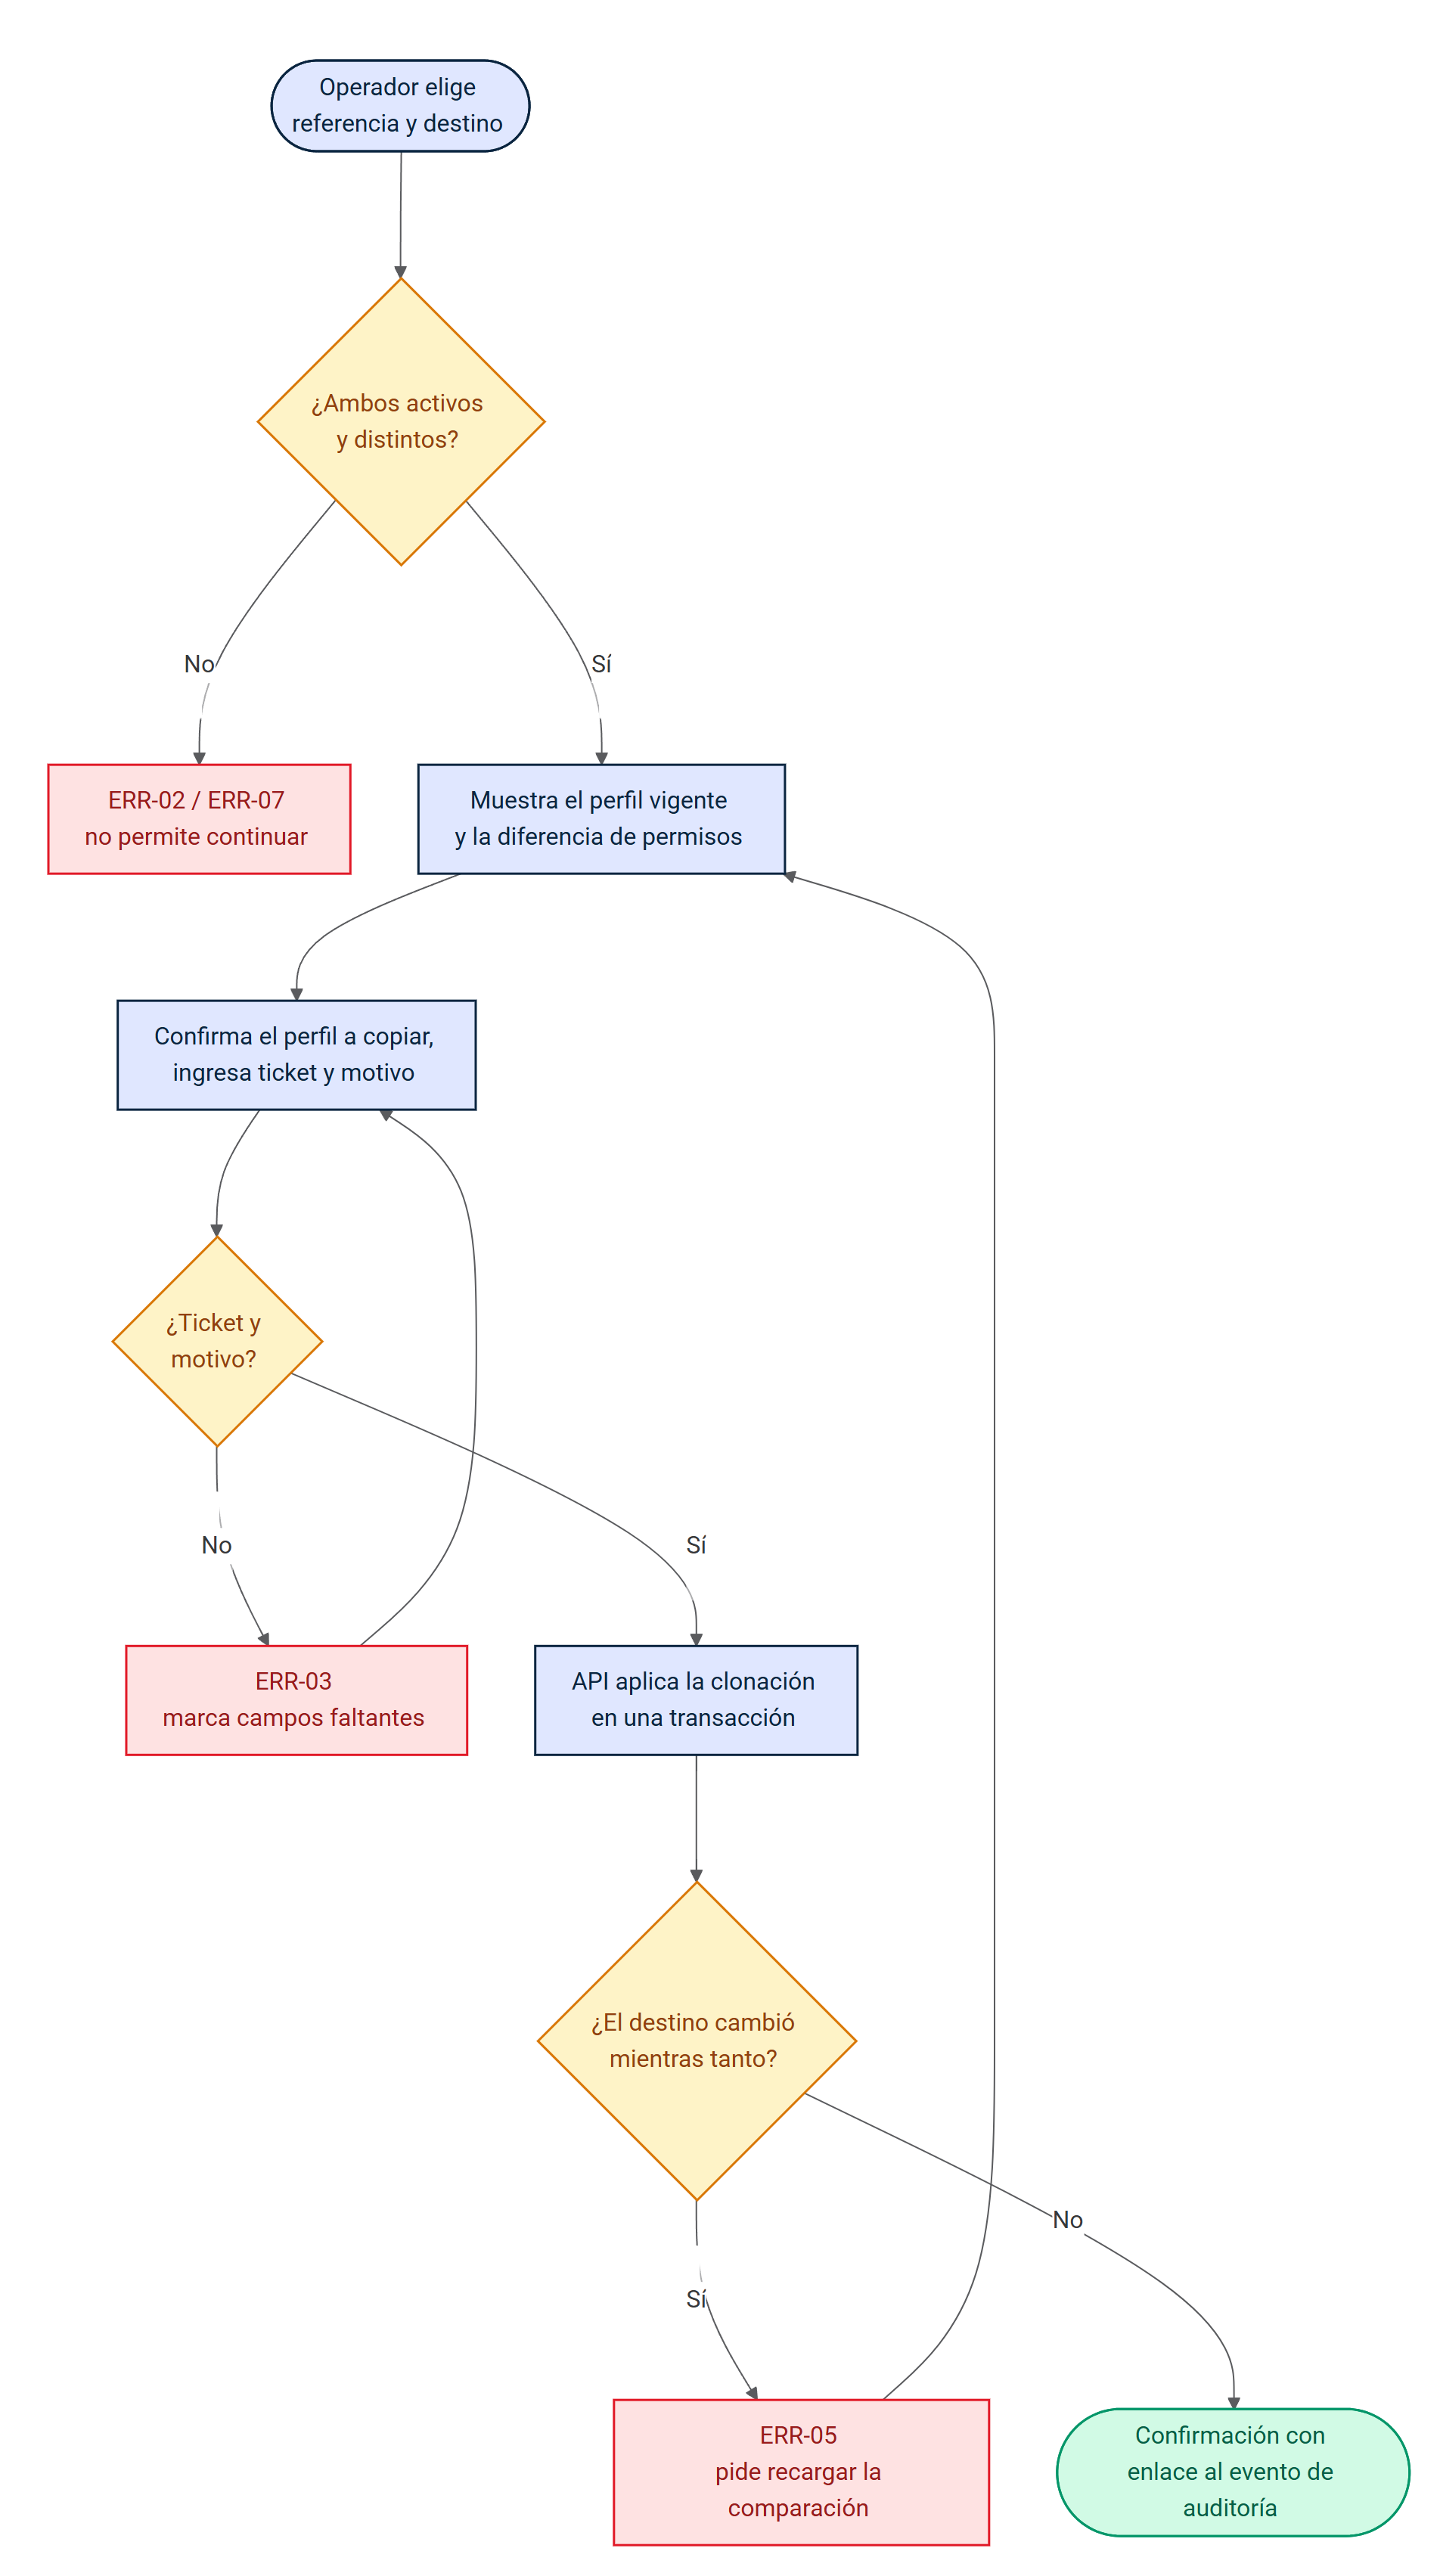 Operador elige
referencia y destino
¿Ambos activos
y distintos?
No
Sí
ERR-02 / ERR-07
no permite continuar
Muestra el perfil vigente
y la diferencia de permisos
Confirma el perfil a copiar,
ingresa ticket y motivo
¿Ticket y
motivo?
No
Sí
ERR-03
marca campos faltantes
API aplica la clonación
en una transacción
¿El destino cambió
mientras tanto?
No
Sí
ERR-05
pide recargar la
comparación
Confirmación con
enlace al evento de
auditoría